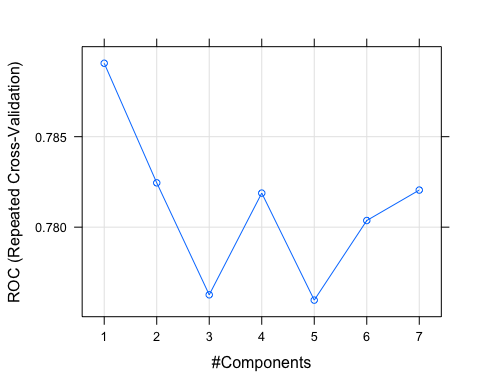 ROC (Repeated Cross-Validation)
0.785
0.780
1 2 3 4 5 6 7
#Components